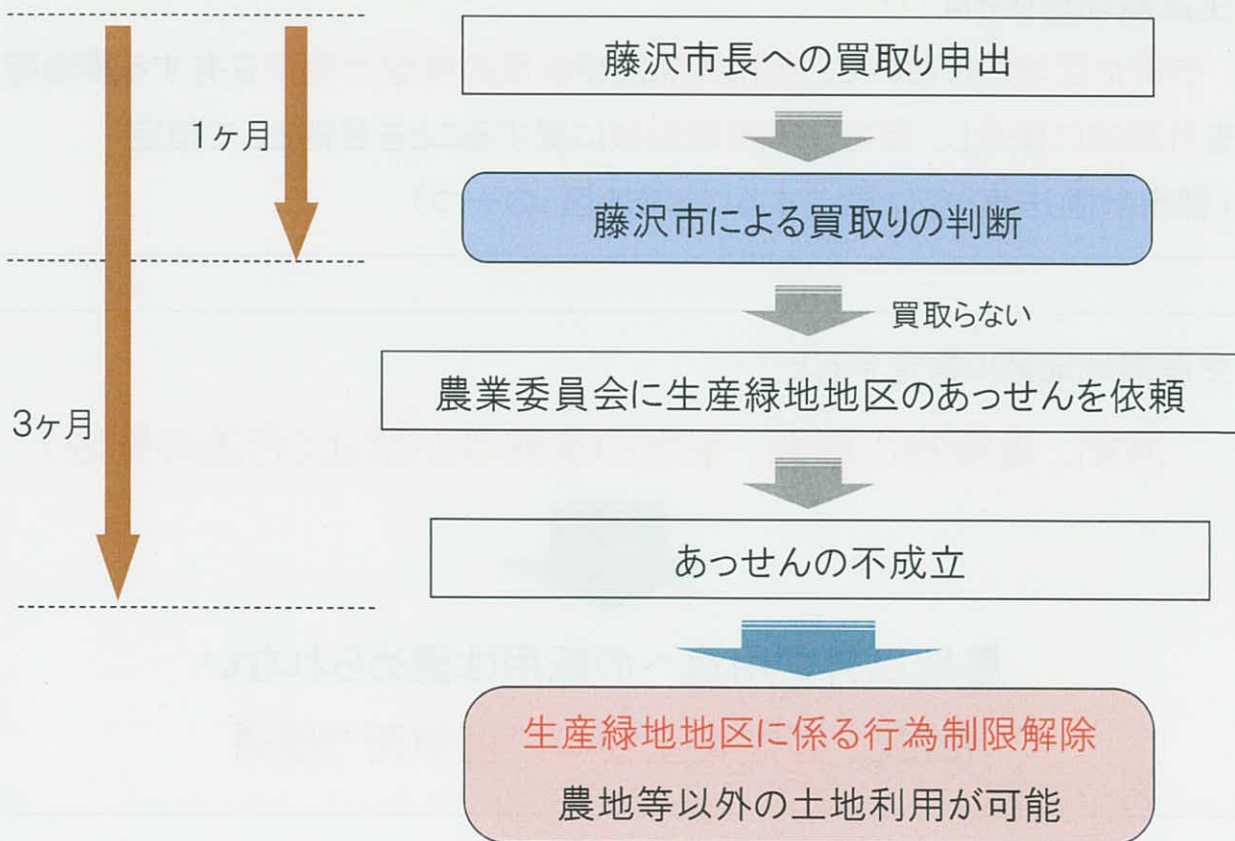 藤沢市長への買取り申出
1ヶ月
藤沢市による買取りの判断
買取らない
農業委員会に生産緑地地区のあっせんを依頼
3ヶ月
あっせんの不成立
生産緑地地区に係る行為制限解除
農地等以外の土地利用が可能